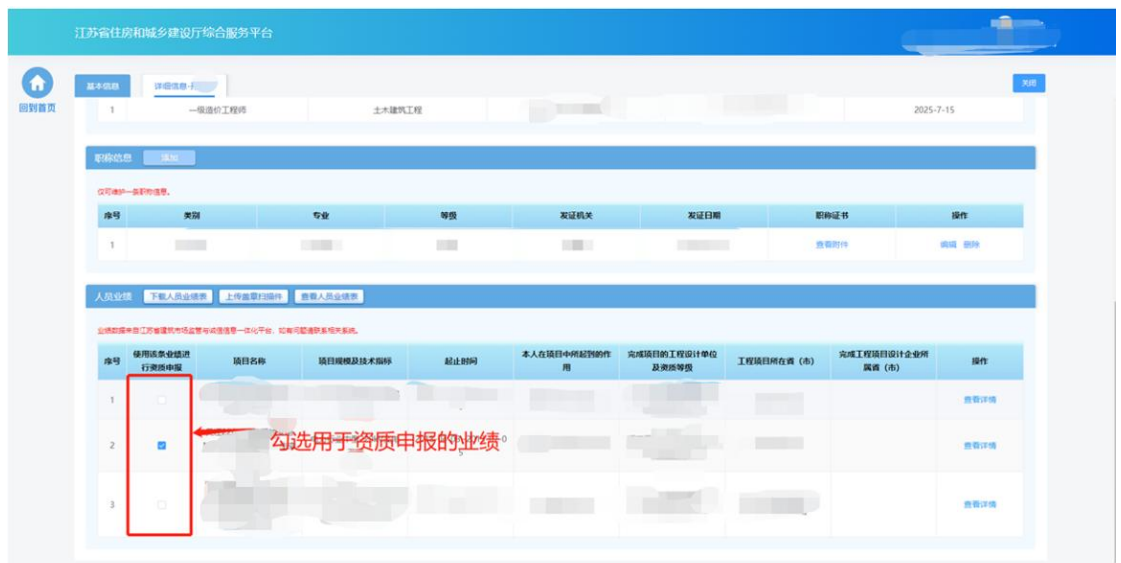 江苏省住房和城乡建设厅综合服务平台
回到首页
基本信息
详细信息-
关闭
1 一级造价工程师 土木建筑工程 2025-7-15
职称信息 添加
仅可维护一条职称信息。
序号 类别 专业 等级 发证机关 发证日期 职称证书 操作
1 查看附件 编辑 删除
人员业绩 下载人员业绩表 上传盖章扫描件 查看人员业绩表
业绩数据来自江苏省建筑市场监管与诚信信息一体化平台，如有问题请联系相关系统。
序号 使用该条业绩进行资质申报 项目名称 项目规模及技术指标 起止时间 本人在项目中所起到的作用 完成项目的工程设计单位及资质等级 工程项目所在省（市） 完成工程项目设计企业所属省（市） 操作
1 查看详情
2 查看详情
勾选用于资质申报的业绩
3 查看详情